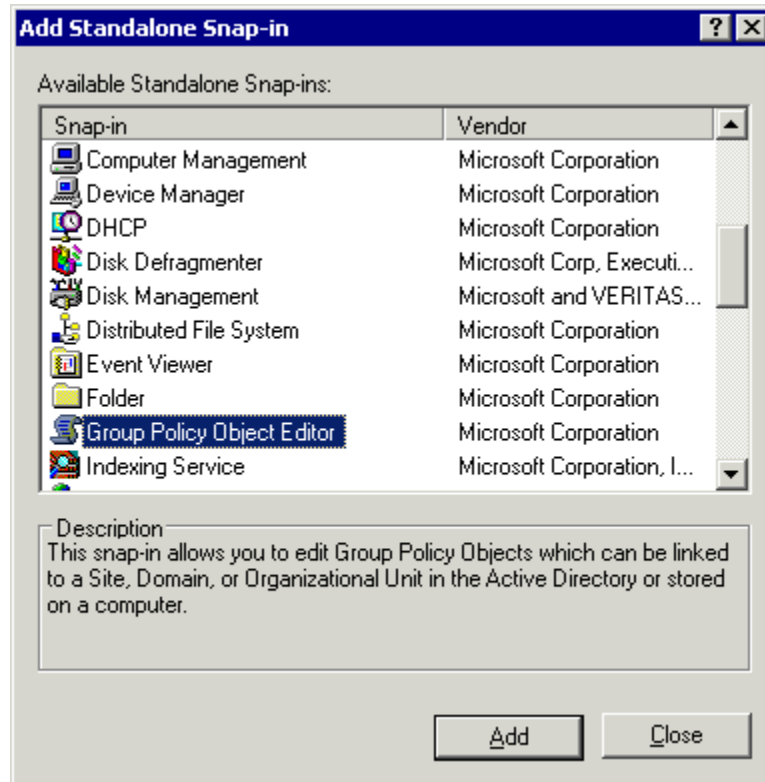 Add Standalone Snap-in
Available Standalone Snap-ins:
Snap-in Vendor
Computer Management Microsoft Corporation
Device Manager Microsoft Corporation
DHCP Microsoft Corporation
Disk Defragmenter Microsoft Corp, Executi...
Disk Management Microsoft and VERITAS...
Distributed File System Microsoft Corporation
Event Viewer Microsoft Corporation
Folder Microsoft Corporation
Group Policy Object Editor Microsoft Corporation
Indexing Service Microsoft Corporation, I...
Description
This snap-in allows you to edit Group Policy Objects which can be linked
to a Site, Domain, or Organizational Unit in the Active Directory or stored
on a computer.
Add Close